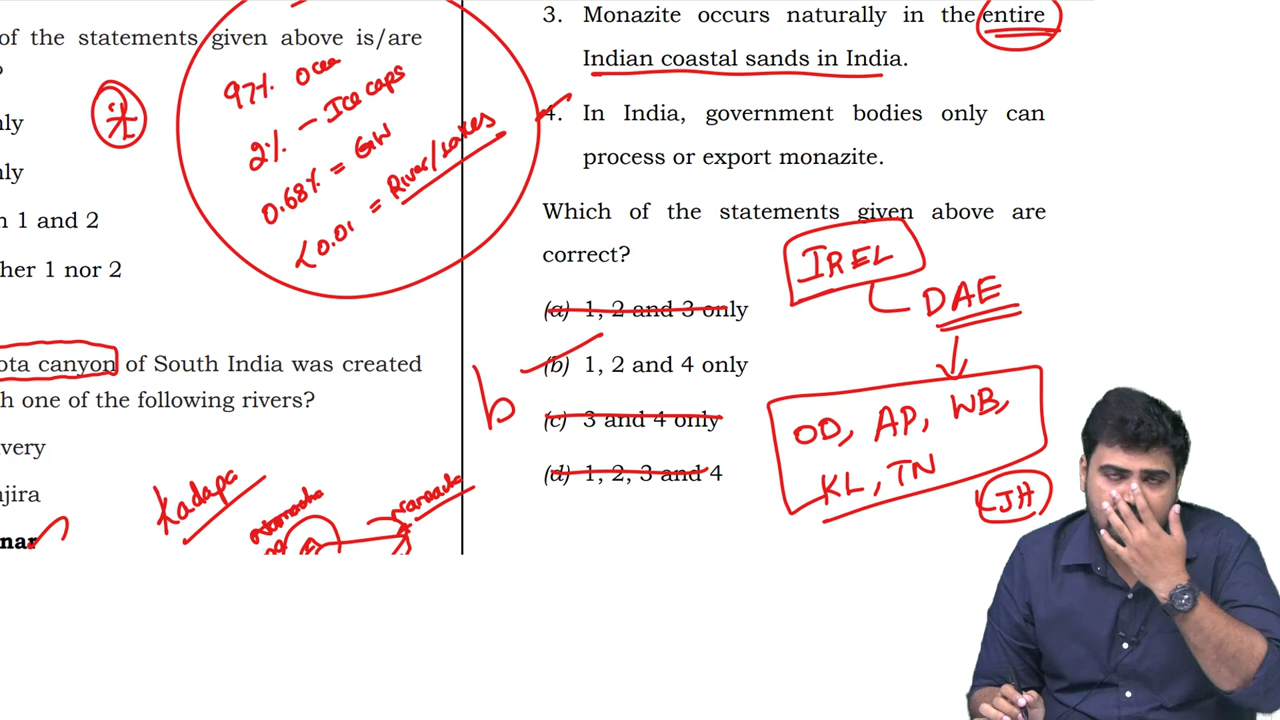 of the statements given above is/are
?
nly
nly
h 1 and 2
her 1 nor 2
ota canyon of South India was created
h one of the following rivers?
avery
njira
nar
97% Ocea
2% - Ice caps
0.68% = GW
<0.01 = River/Lakes
Kadapa
Narmada
3. Monazite occurs naturally in the entire
Indian coastal sands in India.
4. In India, government bodies only can
process or export monazite.
Which of the statements given above are
correct?
(a) 1, 2 and 3 only
(b) 1, 2 and 4 only
(c) 3 and 4 only
(d) 1, 2, 3 and 4
b
IREL
DAE
OD, AP, WB,
KL, TN
JH